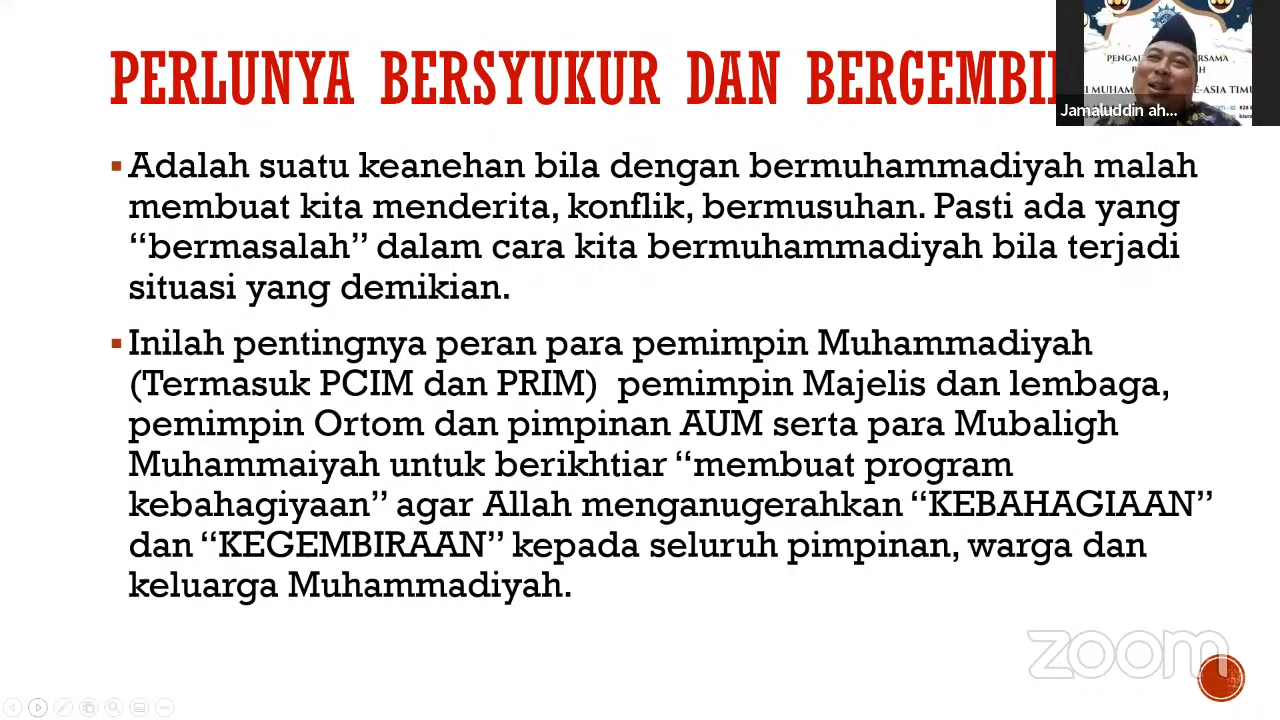 PERLUNYA BERSYUKUR DAN
Adalah suatu keanehan bila dengan bermuhammadiyah malah
membuat kita menderita, konflik, bermusuhan. Pasti ada yang
“bermasalah” dalam cara kita bermuhammadiyah bila terjadi
situasi yang demikian.
Inilah pentingnya peran para pemimpin Muhammadiyah
(Termasuk PCIM dan PRIM) pemimpin Majelis dan lembaga,
pemimpin Ortom dan pimpinan AUM serta para Mubaligh
Muhammaiyah untuk berikhtiar “membuat program
kebahagiyaan” agar Allah menganugerahkan “KEBAHAGIAAN”
dan “KEGEMBIRAAN” kepada seluruh pimpinan, warga dan
keluarga Muhammadiyah.
Jamaluddin ah...
zoom